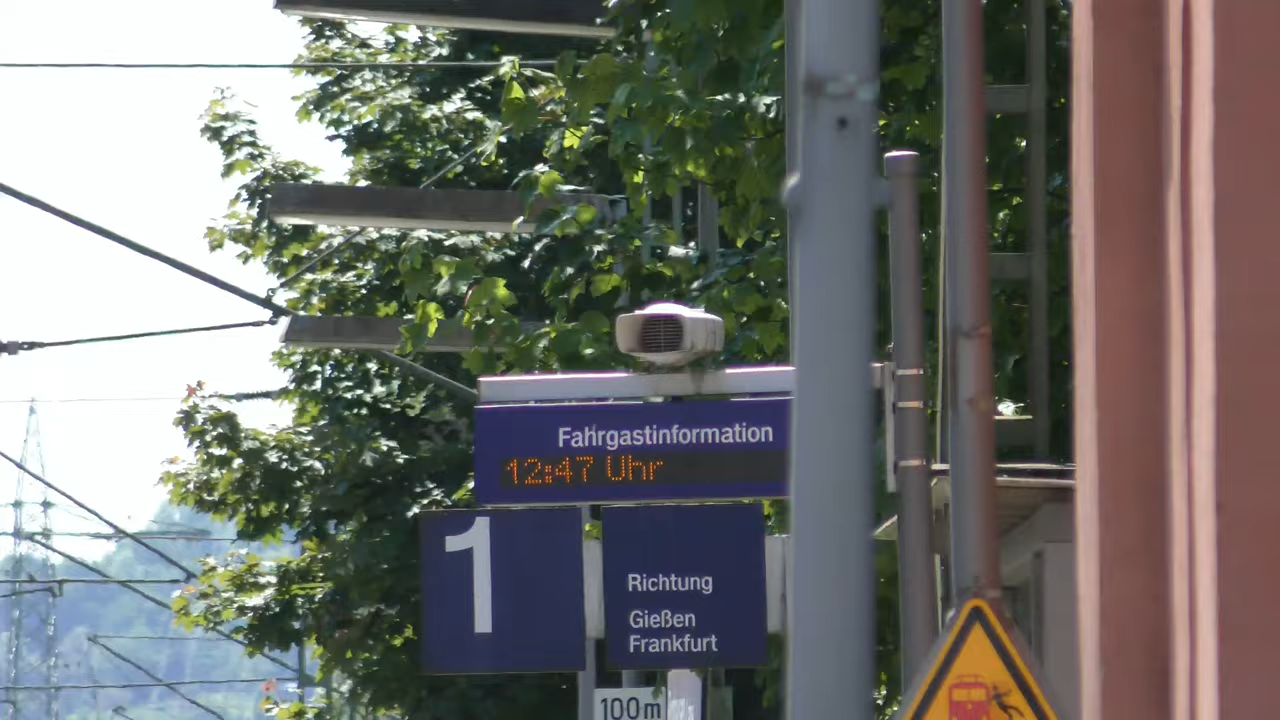 Fahrgastinformation
12:47 Uhr
1
Richtung
Gießen
Frankfurt
100m